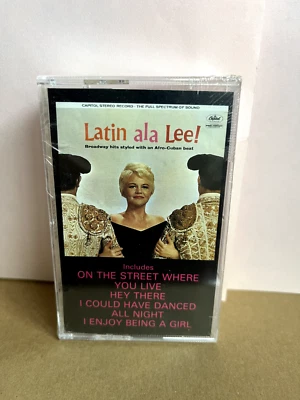 CAPITOL STEREO RECORD · THE FULL SPECTRUM OF SOUND
Capitol
Latin ala Lee!
Broadway hits styled with an Afro-Cuban beat
Includes
ON THE STREET WHERE
YOU LIVE
HEY THERE
I COULD HAVE DANCED
ALL NIGHT
I ENJOY BEING A GIRL